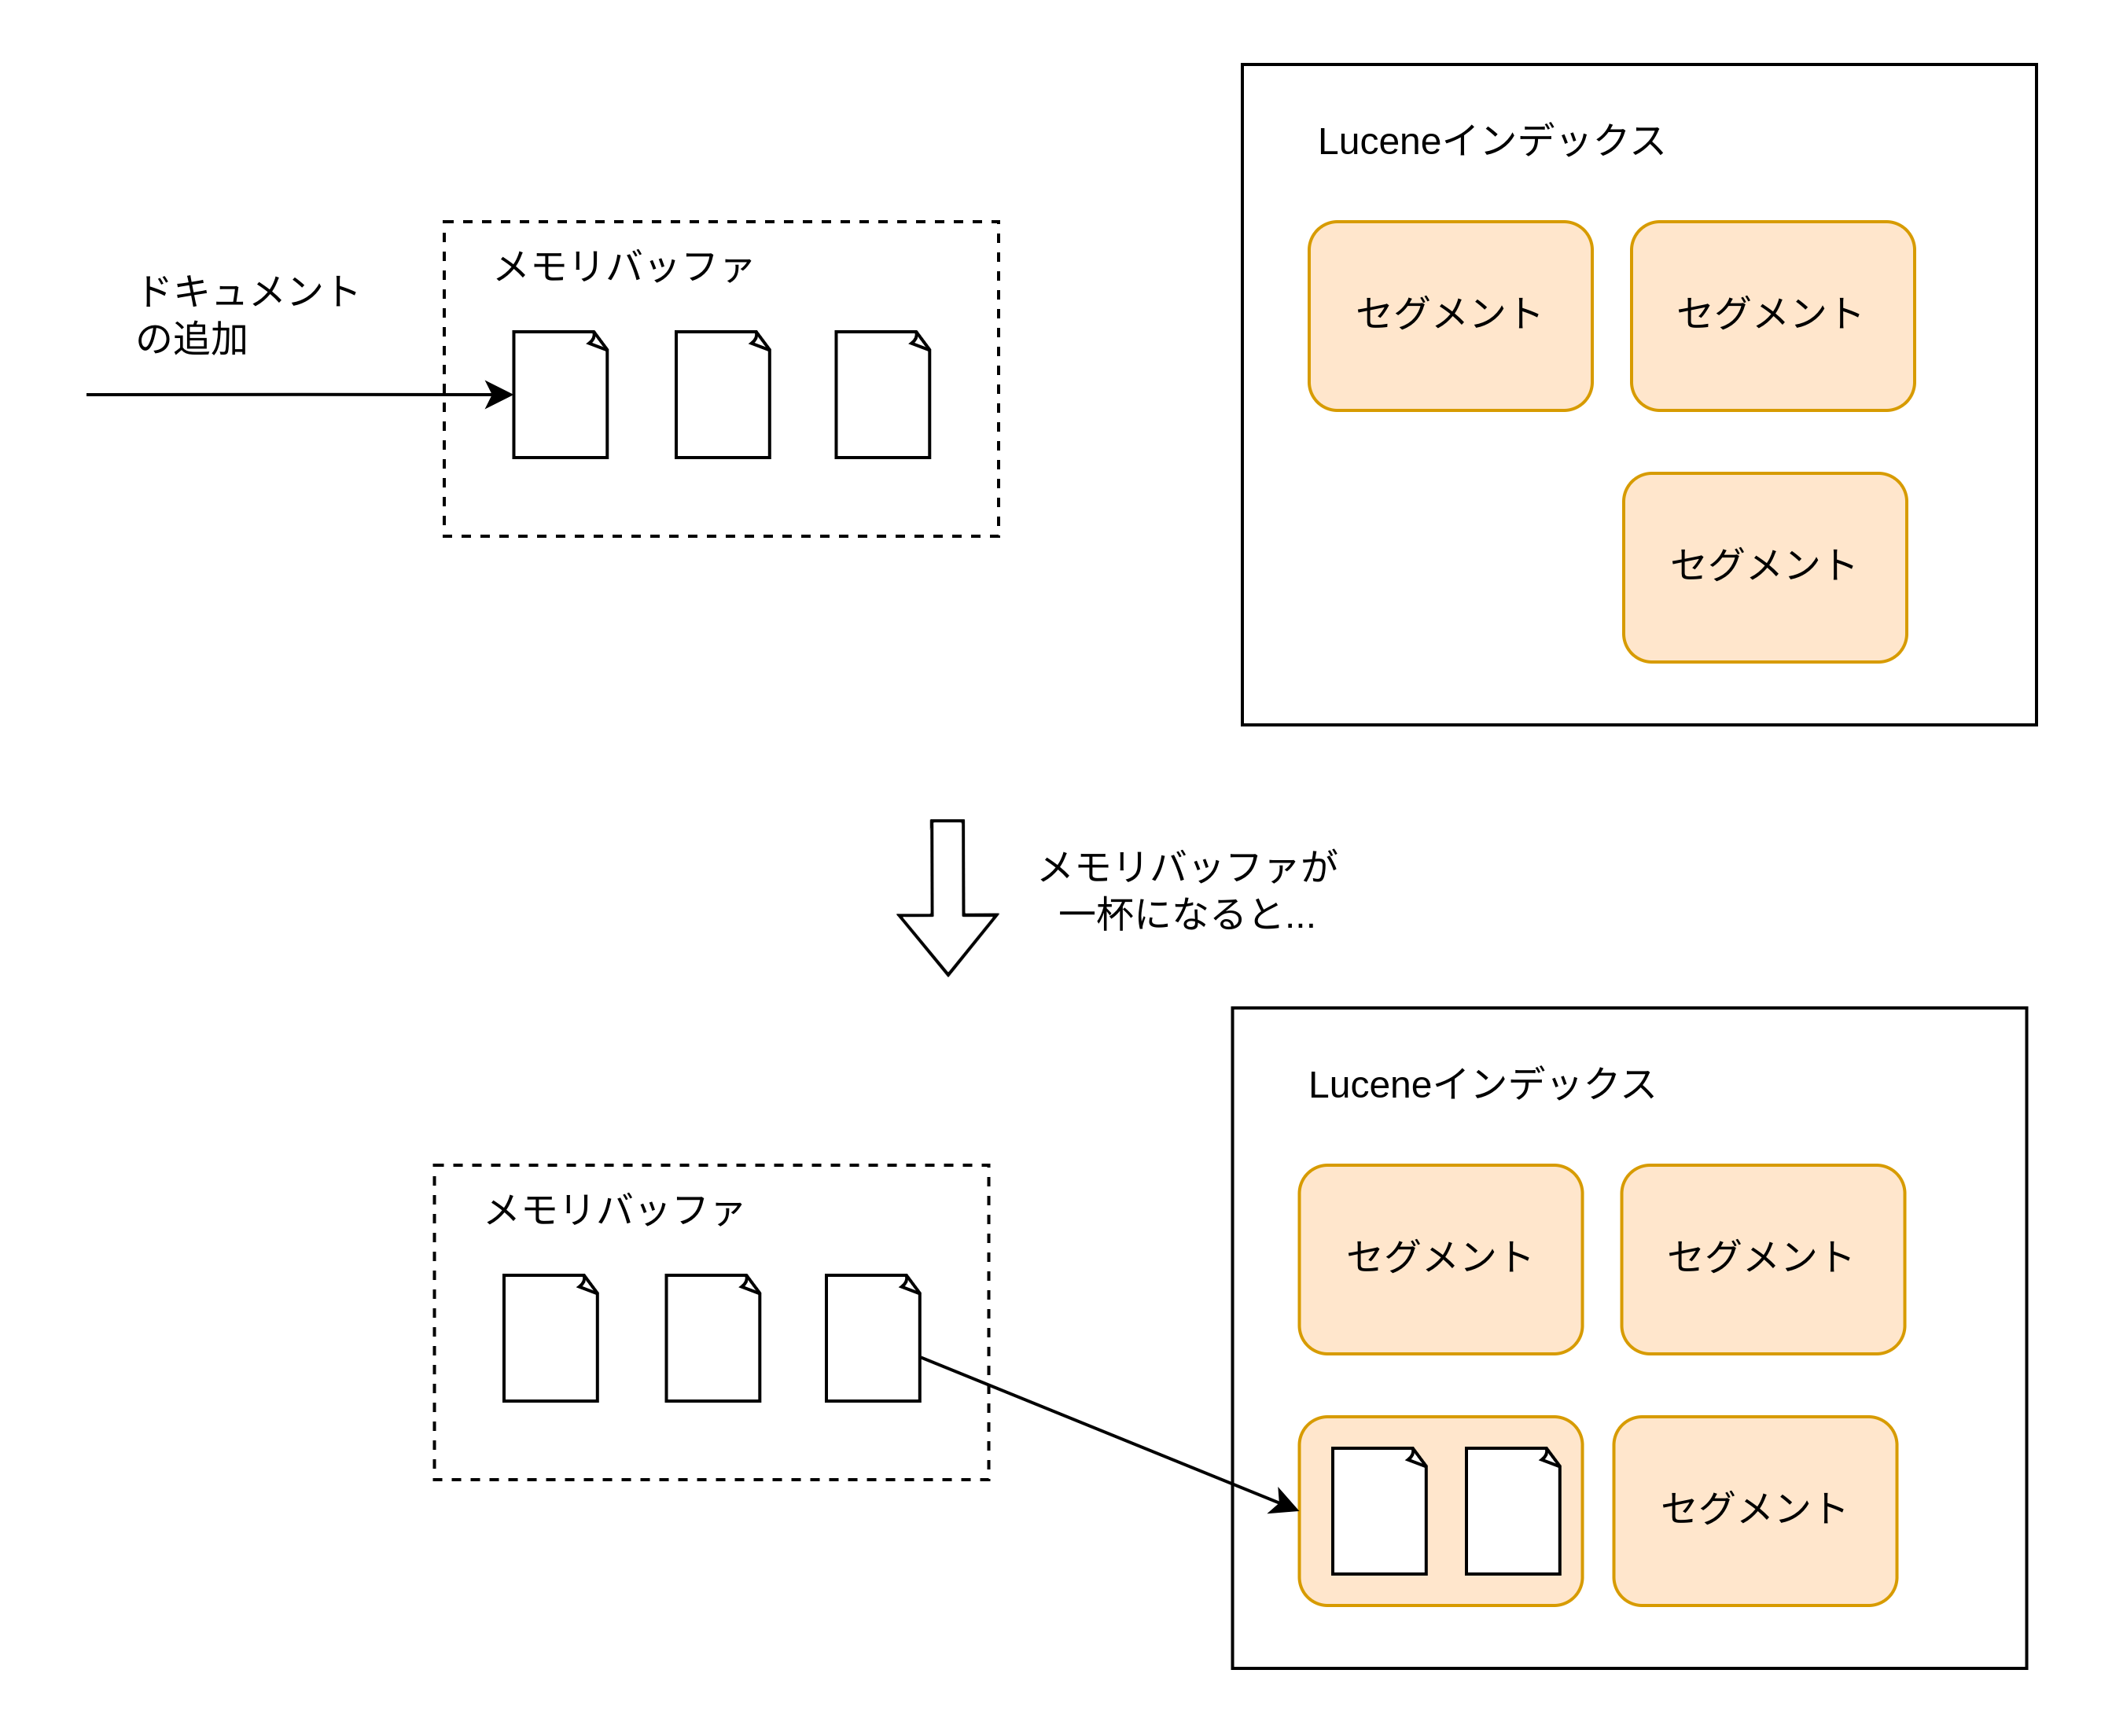 Luceneインデックス
メモリバッファ
ドキュメント
の追加
セグメント
セグメント
セグメント
メモリバッファが
一杯になると...
Luceneインデックス
メモリバッファ
セグメント
セグメント
セグメント